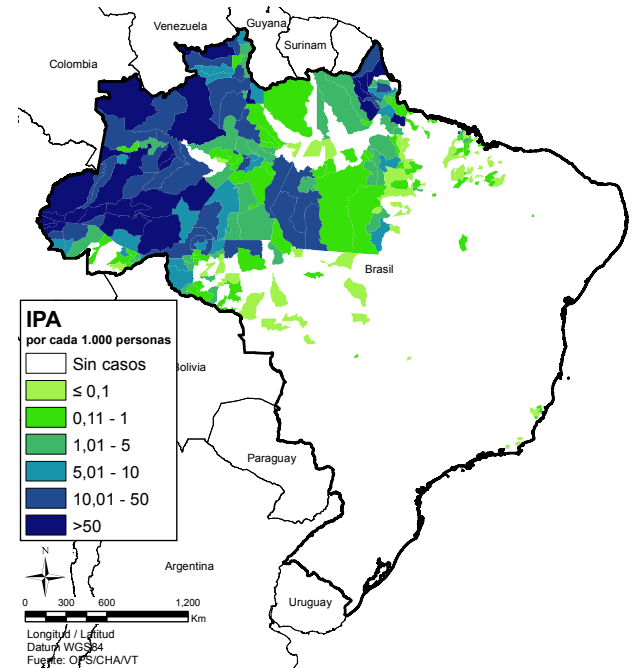 Venezuela
Guyana
Surinam
Colombia
Brasil
IPA
por cada 1.000 personas
Sin casos
≤ 0,1
0,11 - 1
1,01 - 5
5,01 - 10
10,01 - 50
>50
Bolivia
Paraguay
Argentina
Uruguay
N
0 300 600 1,200
Km
Longitud / Latitud
Datum WGS84
Fuente: OPS/CHA/VT